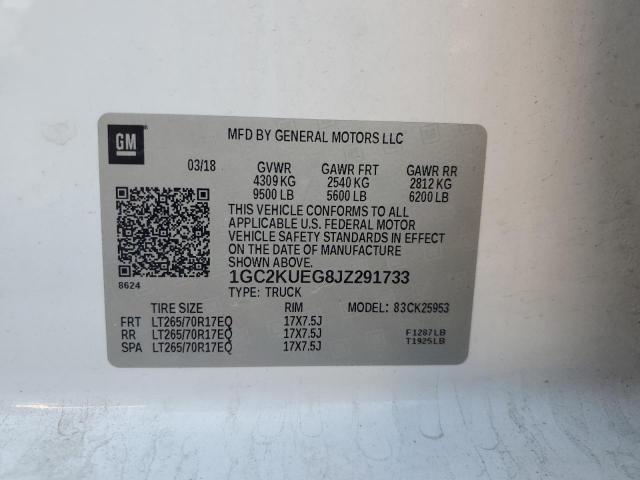 GM
MFD BY GENERAL MOTORS LLC
03/18 GVWR GAWR FRT GAWR RR
4309 KG 2540 KG 2812 KG
9500 LB 5600 LB 6200 LB
THIS VEHICLE CONFORMS TO ALL
APPLICABLE U.S. FEDERAL MOTOR
VEHICLE SAFETY STANDARDS IN EFFECT
ON THE DATE OF MANUFACTURE
SHOWN ABOVE.
8624
1GC2KUEG8JZ291733
TYPE: TRUCK
TIRE SIZE RIM MODEL: 83CK25953
FRT LT265/70R17EQ 17X7.5J
RR LT265/70R17EQ 17X7.5J
SPA LT265/70R17EQ 17X7.5J
F1287LB
T1925LB